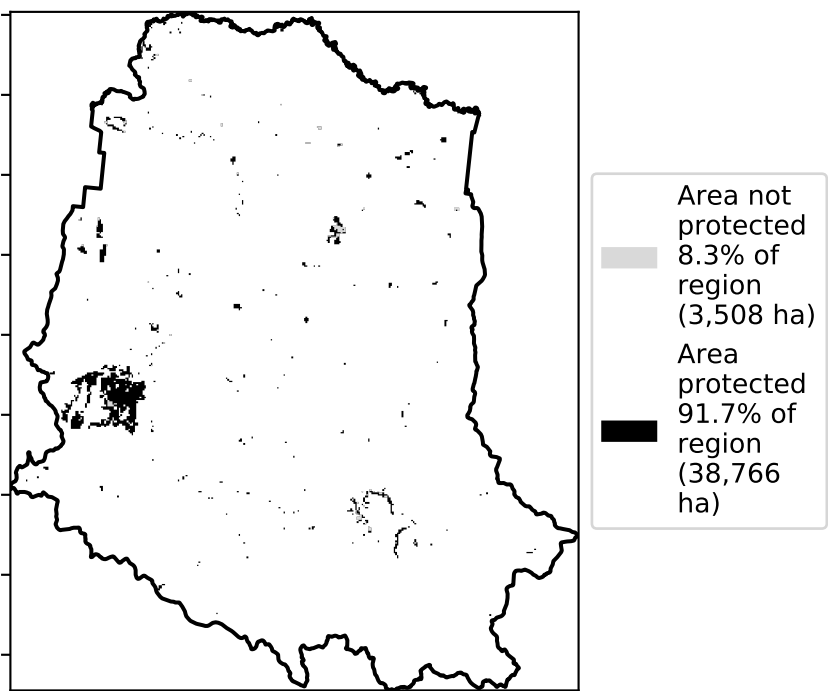 Area not
protected
8.3% of
region
(3,508 ha)
Area
protected
91.7% of
region
(38,766
ha)